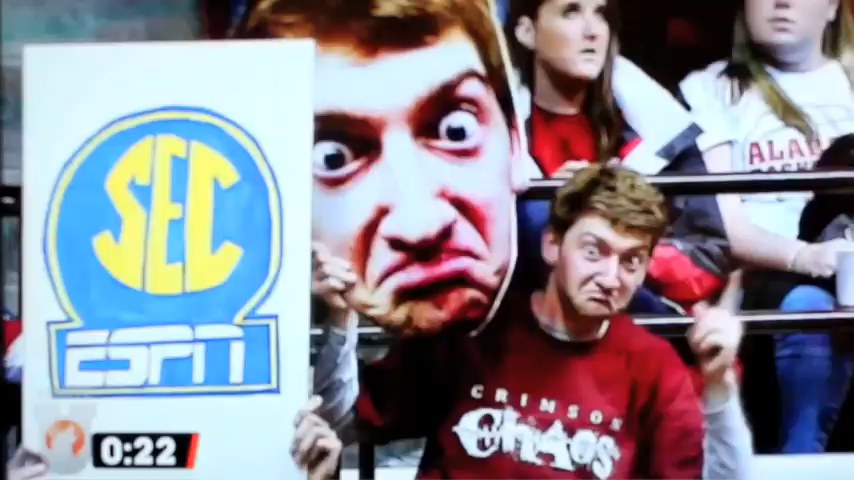 SEC
ESPN
0:22
CRIMSON
CHAOS
ALA